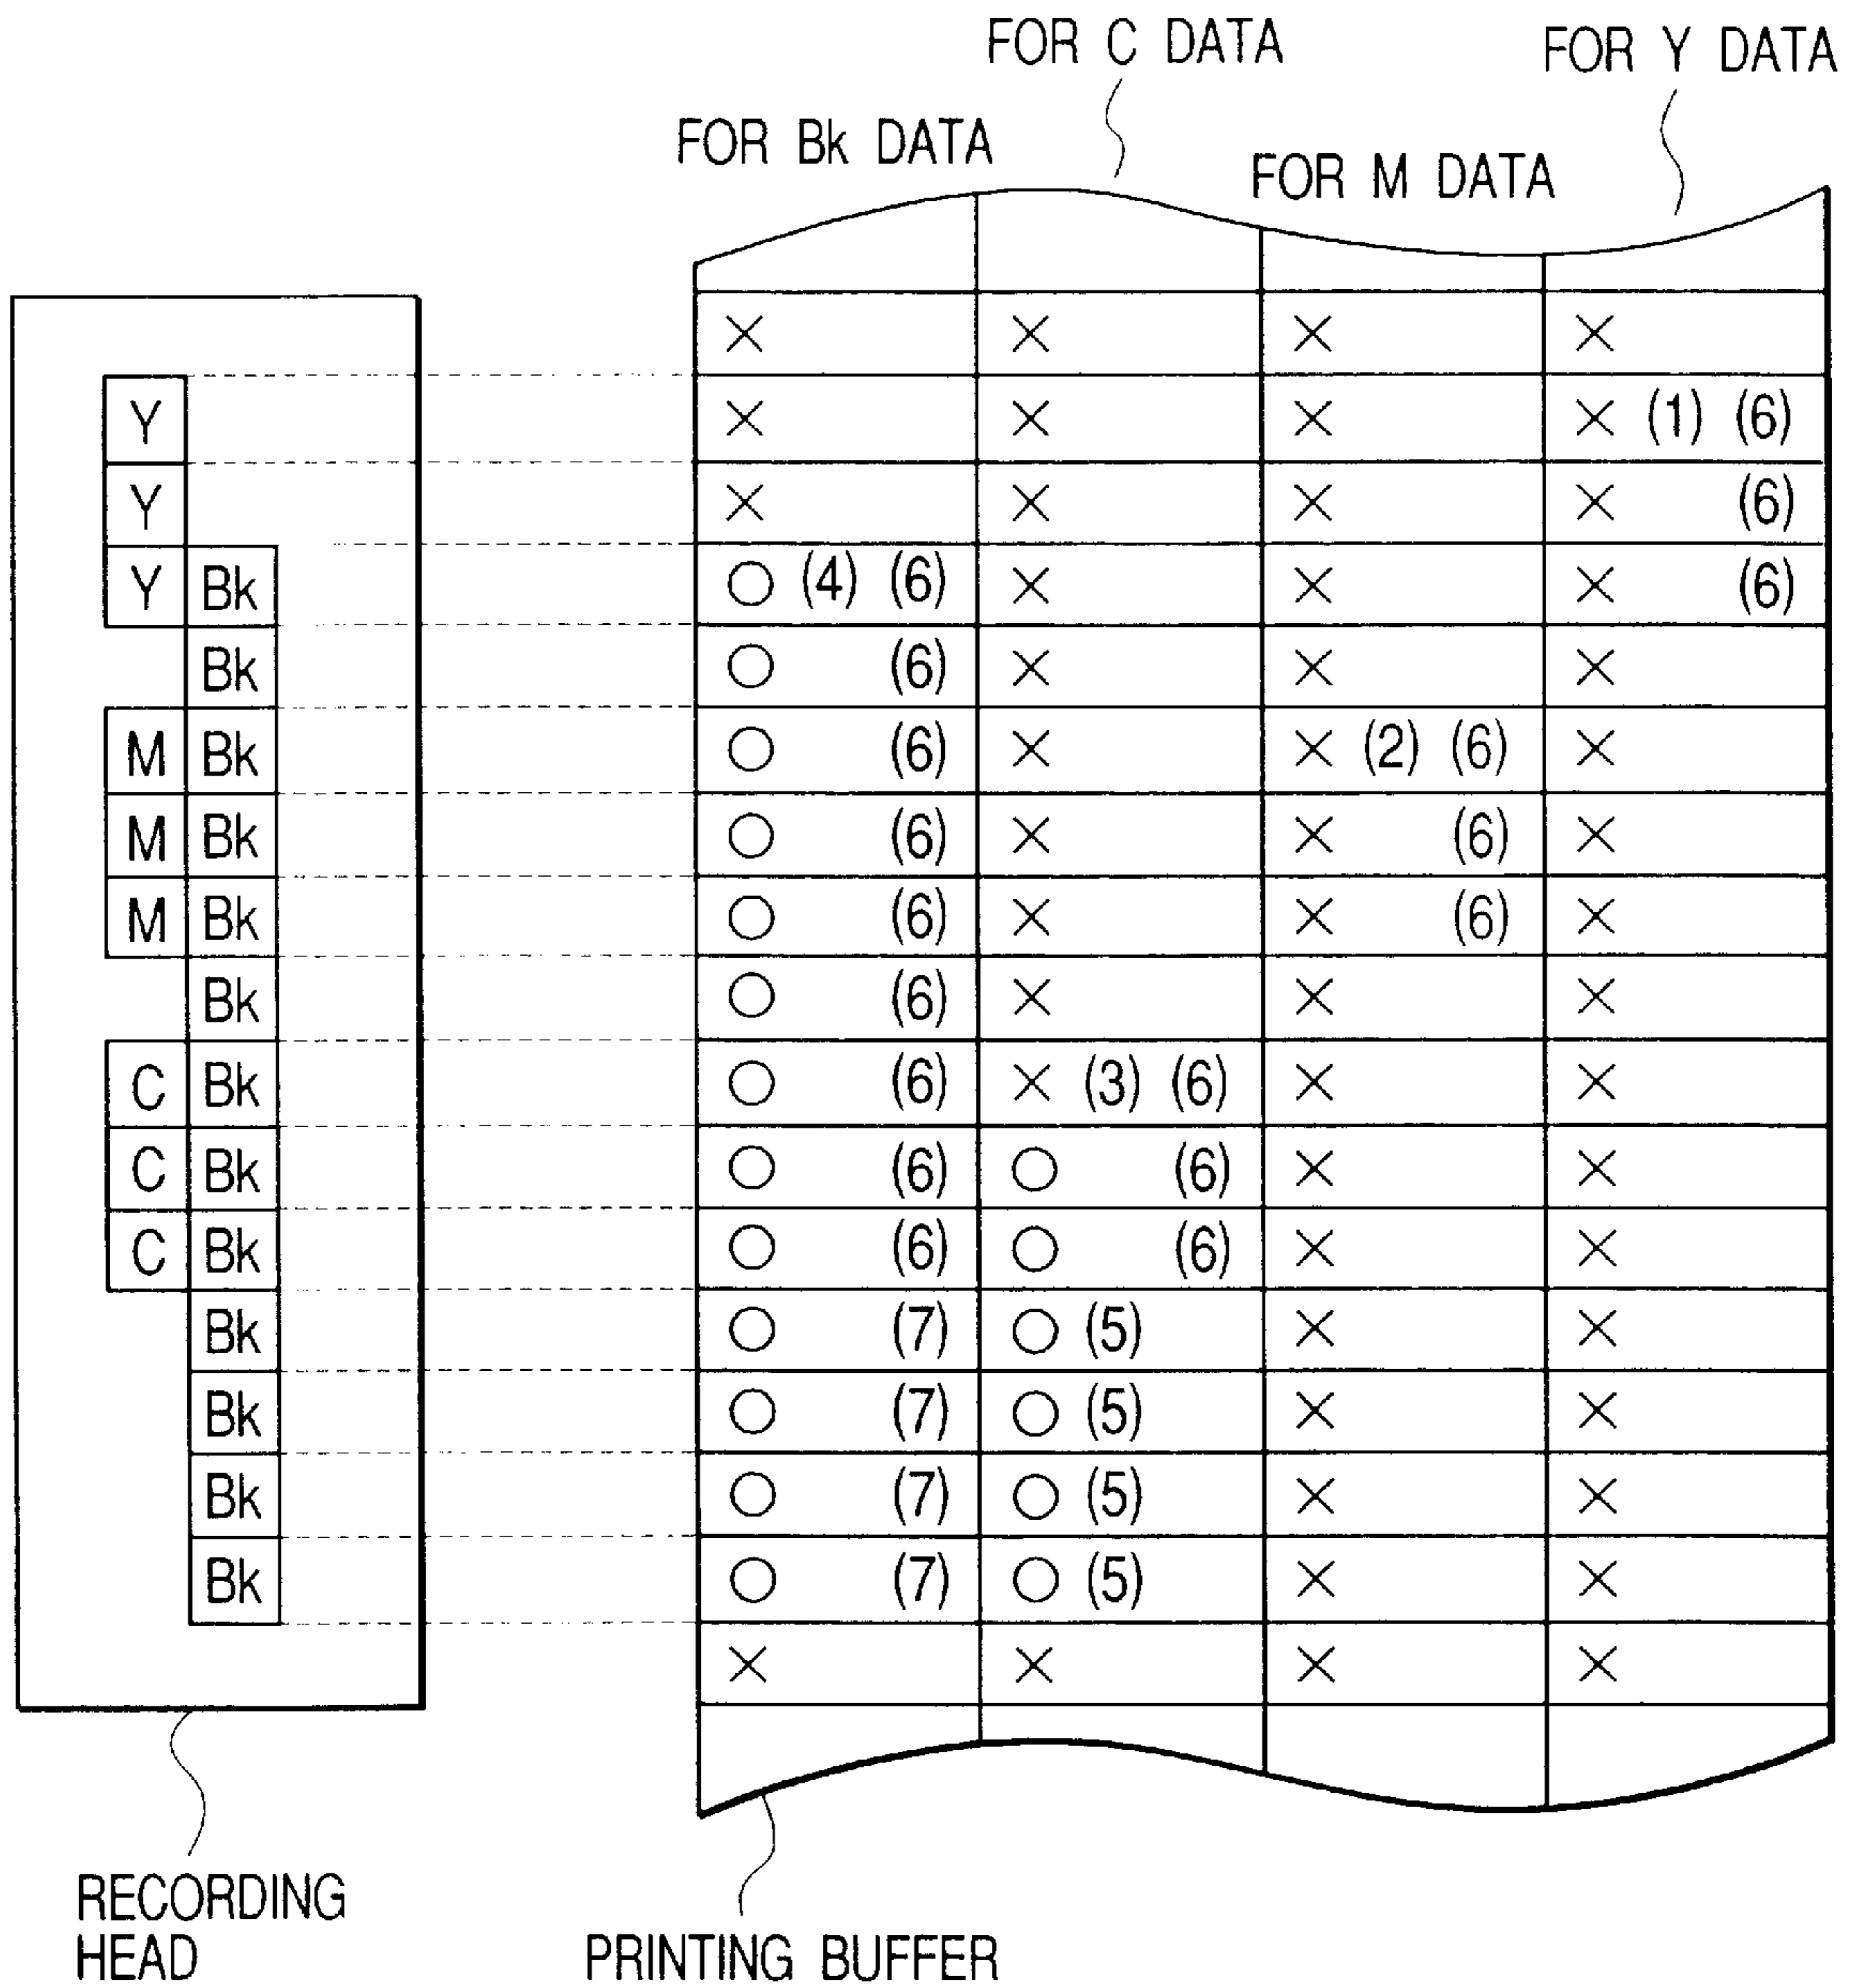 FOR C DATA
FOR Y DATA
FOR Bk DATA
FOR M DATA
× × × ×
Y × × × × (1) (6)
Y × × × × (6)
Y Bk ○ (4) (6) × × × (6)
Bk ○ (6) × × ×
M Bk ○ (6) × × (2) (6) ×
M Bk ○ (6) × × (6) ×
M Bk ○ (6) × × (6) ×
Bk ○ (6) × × ×
C Bk ○ (6) × (3) (6) × ×
C Bk ○ (6) ○ (6) × ×
C Bk ○ (6) ○ (6) × ×
Bk ○ (7) ○ (5) × ×
Bk ○ (7) ○ (5) × ×
Bk ○ (7) ○ (5) × ×
Bk ○ (7) ○ (5) × ×
× × × ×
RECORDING
HEAD
PRINTING BUFFER